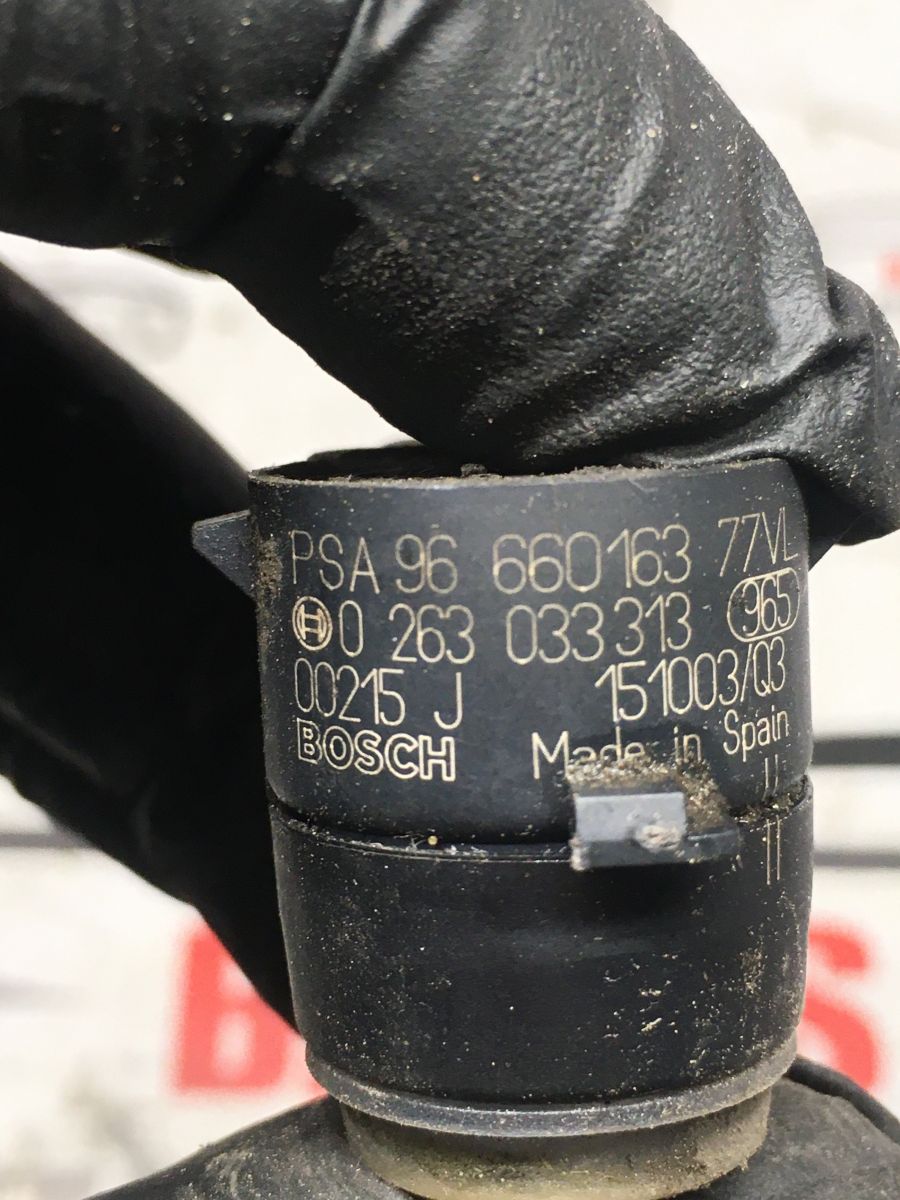 PSA 96 660163 77VL
0 263 033 313 965
00215 J 151003/Q3
BOSCH Made in Spain